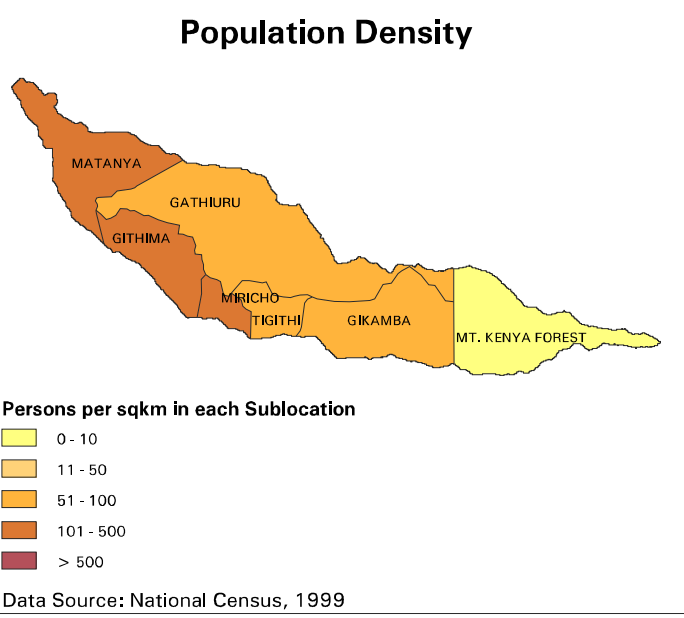 Population Density
MATANYA
GATHIURU
GITHIMA
MIRICHO
TIGITHI
GIKAMBA
MT. KENYA FOREST
Persons per sqkm in each Sublocation
0 - 10
11 - 50
51 - 100
101 - 500
> 500
Data Source: National Census, 1999